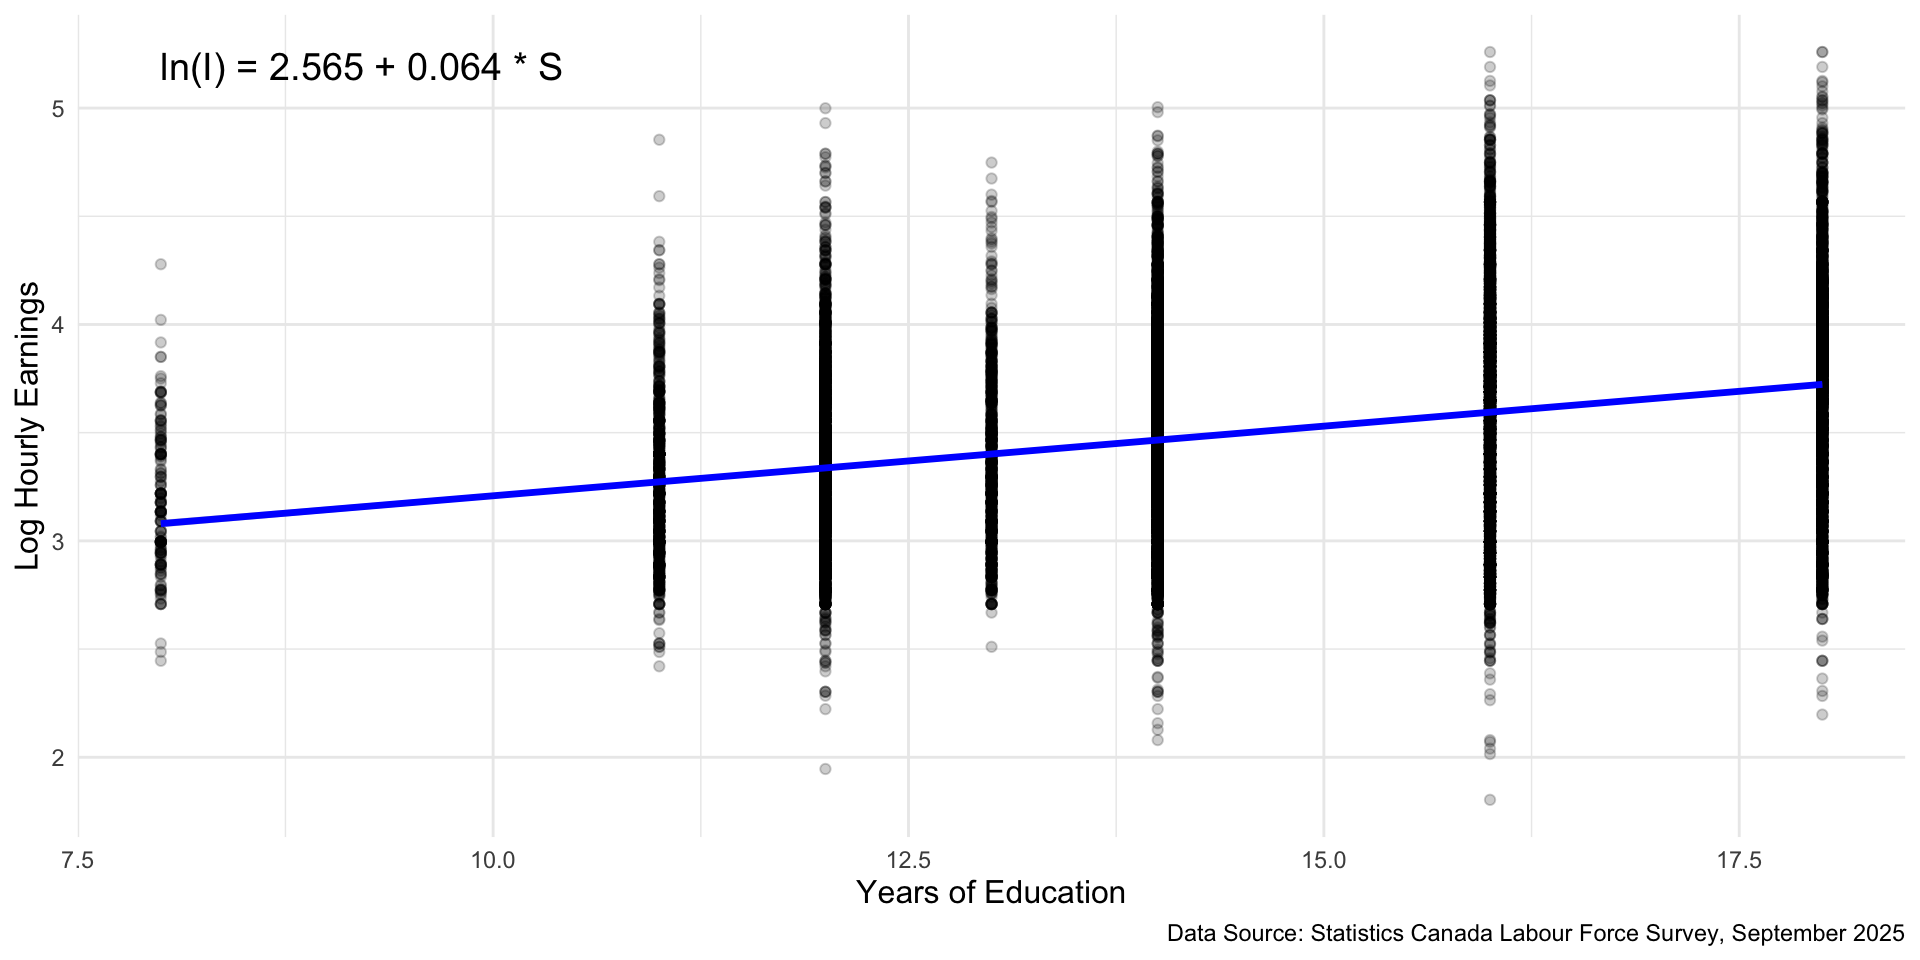 ln(I) = 2.565 + 0.064 * S
5
4
3
2
Log Hourly Earnings
7.5 10.0 12.5 15.0 17.5
Years of Education
Data Source: Statistics Canada Labour Force Survey, September 2025